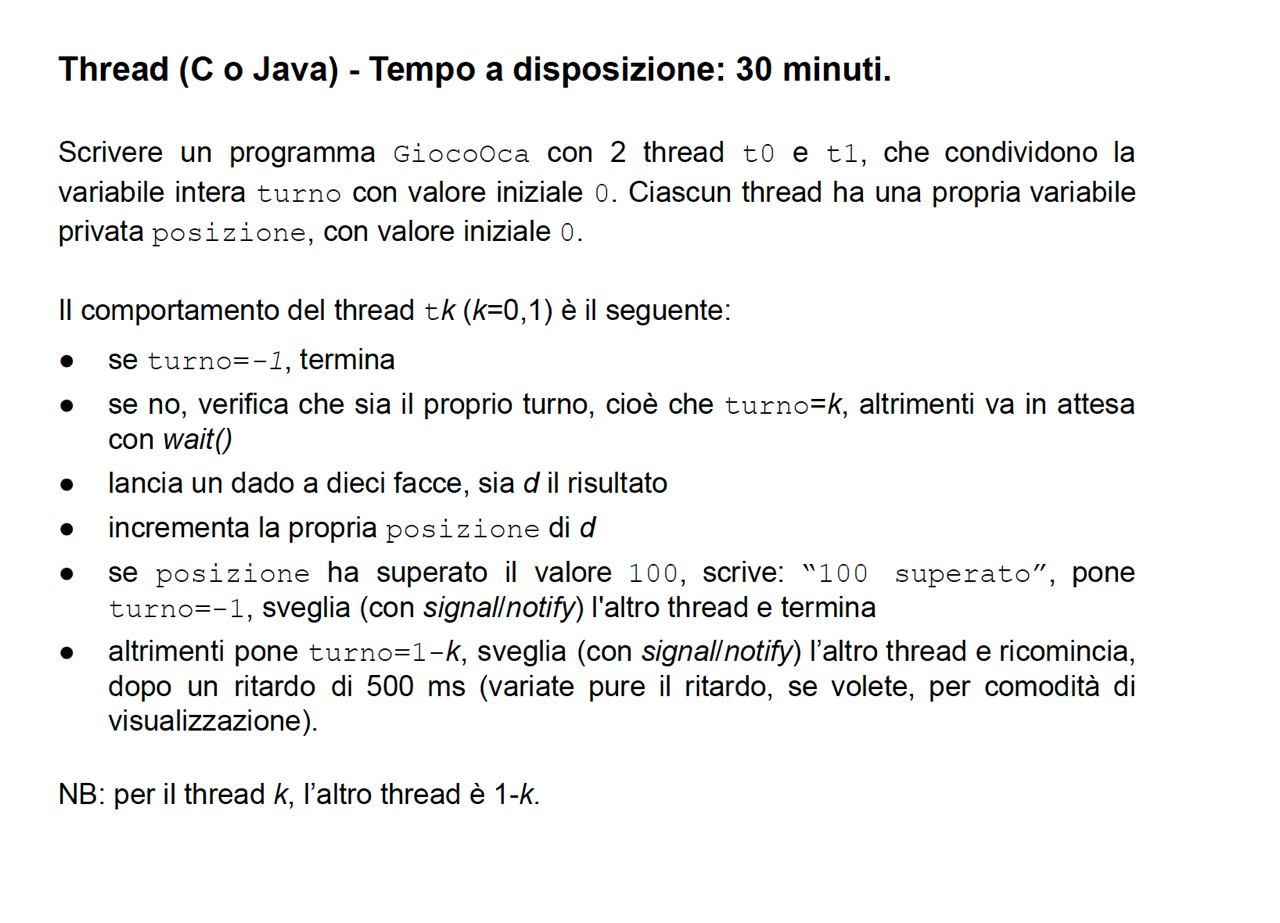 Thread (C o Java) - Tempo a disposizione: 30 minuti.
Scrivere un programma GiocoOca con 2 thread t0 e t1, che condividono la
variabile intera turno con valore iniziale 0. Ciascun thread ha una propria variabile
privata posizione, con valore iniziale 0.
Il comportamento del thread tk (k=0,1) è il seguente:
● se turno=-1, termina
● se no, verifica che sia il proprio turno, cioè che turno=k, altrimenti va in attesa
con wait()
● lancia un dado a dieci facce, sia d il risultato
● incrementa la propria posizione di d
● se posizione ha superato il valore 100, scrive: “100 superato”, pone
turno=-1, sveglia (con signal/notify) l'altro thread e termina
● altrimenti pone turno=1-k, sveglia (con signal/notify) l’altro thread e ricomincia,
dopo un ritardo di 500 ms (variate pure il ritardo, se volete, per comodità di
visualizzazione).
NB: per il thread k, l’altro thread è 1-k.